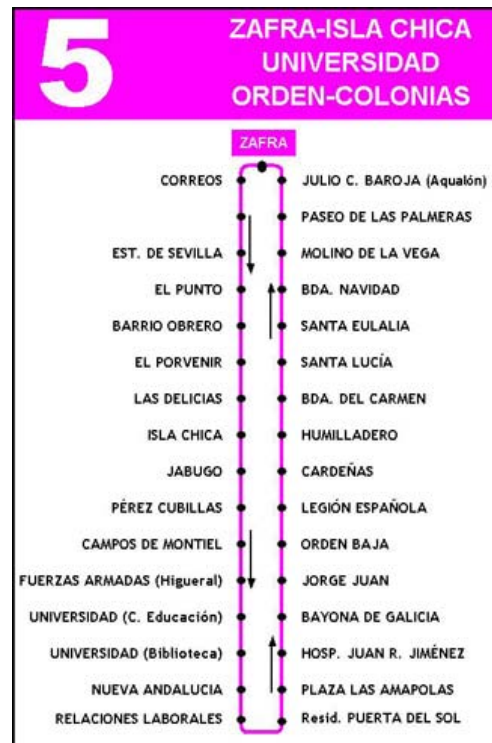 5
ZAFRA-ISLA CHICA
UNIVERSIDAD
ORDEN-COLONIAS
ZAFRA
CORREOS
EST. DE SEVILLA
EL PUNTO
BARRIO OBRERO
EL PORVENIR
LAS DELICIAS
ISLA CHICA
JABUGO
PÉREZ CUBILLAS
CAMPOS DE MONTIEL
FUERZAS ARMADAS (Higueral)
UNIVERSIDAD (C. Educación)
UNIVERSIDAD (Biblioteca)
NUEVA ANDALUCIA
RELACIONES LABORALES
JULIO C. BAROJA (Aqualón)
PASEO DE LAS PALMERAS
MOLINO DE LA VEGA
BDA. NAVIDAD
SANTA EULALIA
SANTA LUCÍA
BDA. DEL CARMEN
HUMILLADERO
CARDEÑAS
LEGIÓN ESPAÑOLA
ORDEN BAJA
JORGE JUAN
BAYONA DE GALICIA
HOSP. JUAN R. JIMÉNEZ
PLAZA LAS AMAPOLAS
Resid. PUERTA DEL SOL